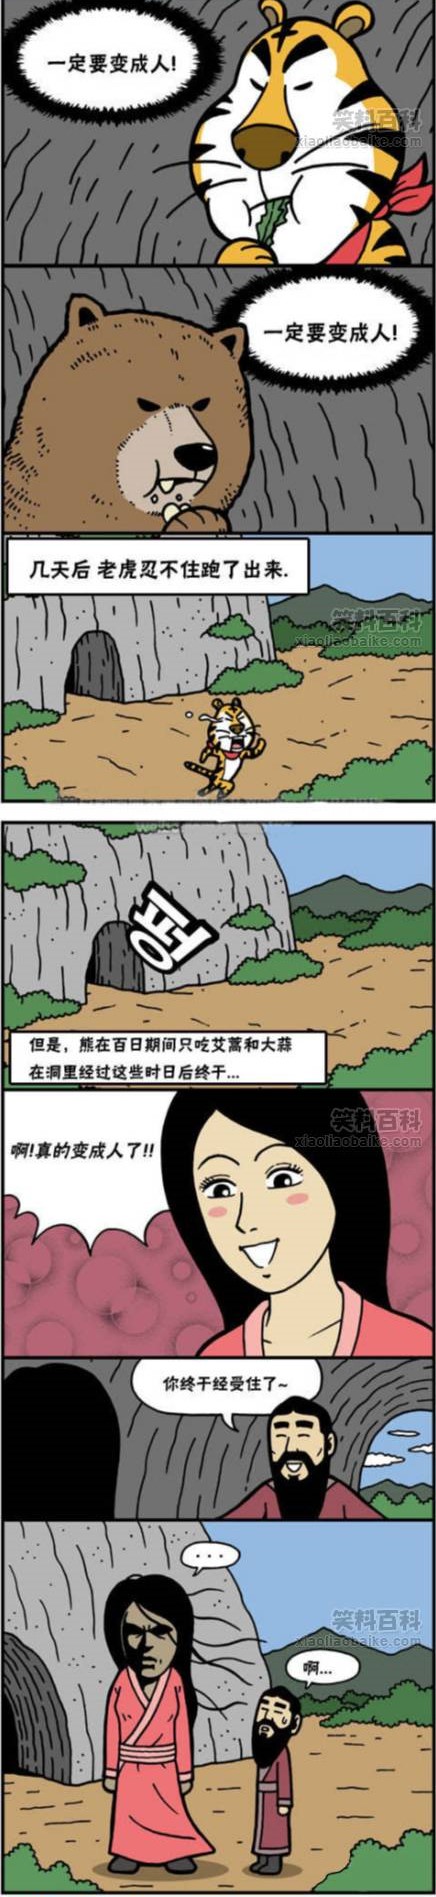 一定要变成人!
笑料百科
xiaoliaobaike.com
一定要变成人!
几天后 老虎忍不住跑了出来.
笑料百科
xiaoliaobaike.com
펑
但是，熊在百日期间只吃艾蒿和大蒜
在洞里经过这些时日后终于...
笑料百科
xiaoliaobaike.com
啊!真的变成人了!!
你终于经受住了~
...
笑料百科
xiaoliaobaike.com
啊...